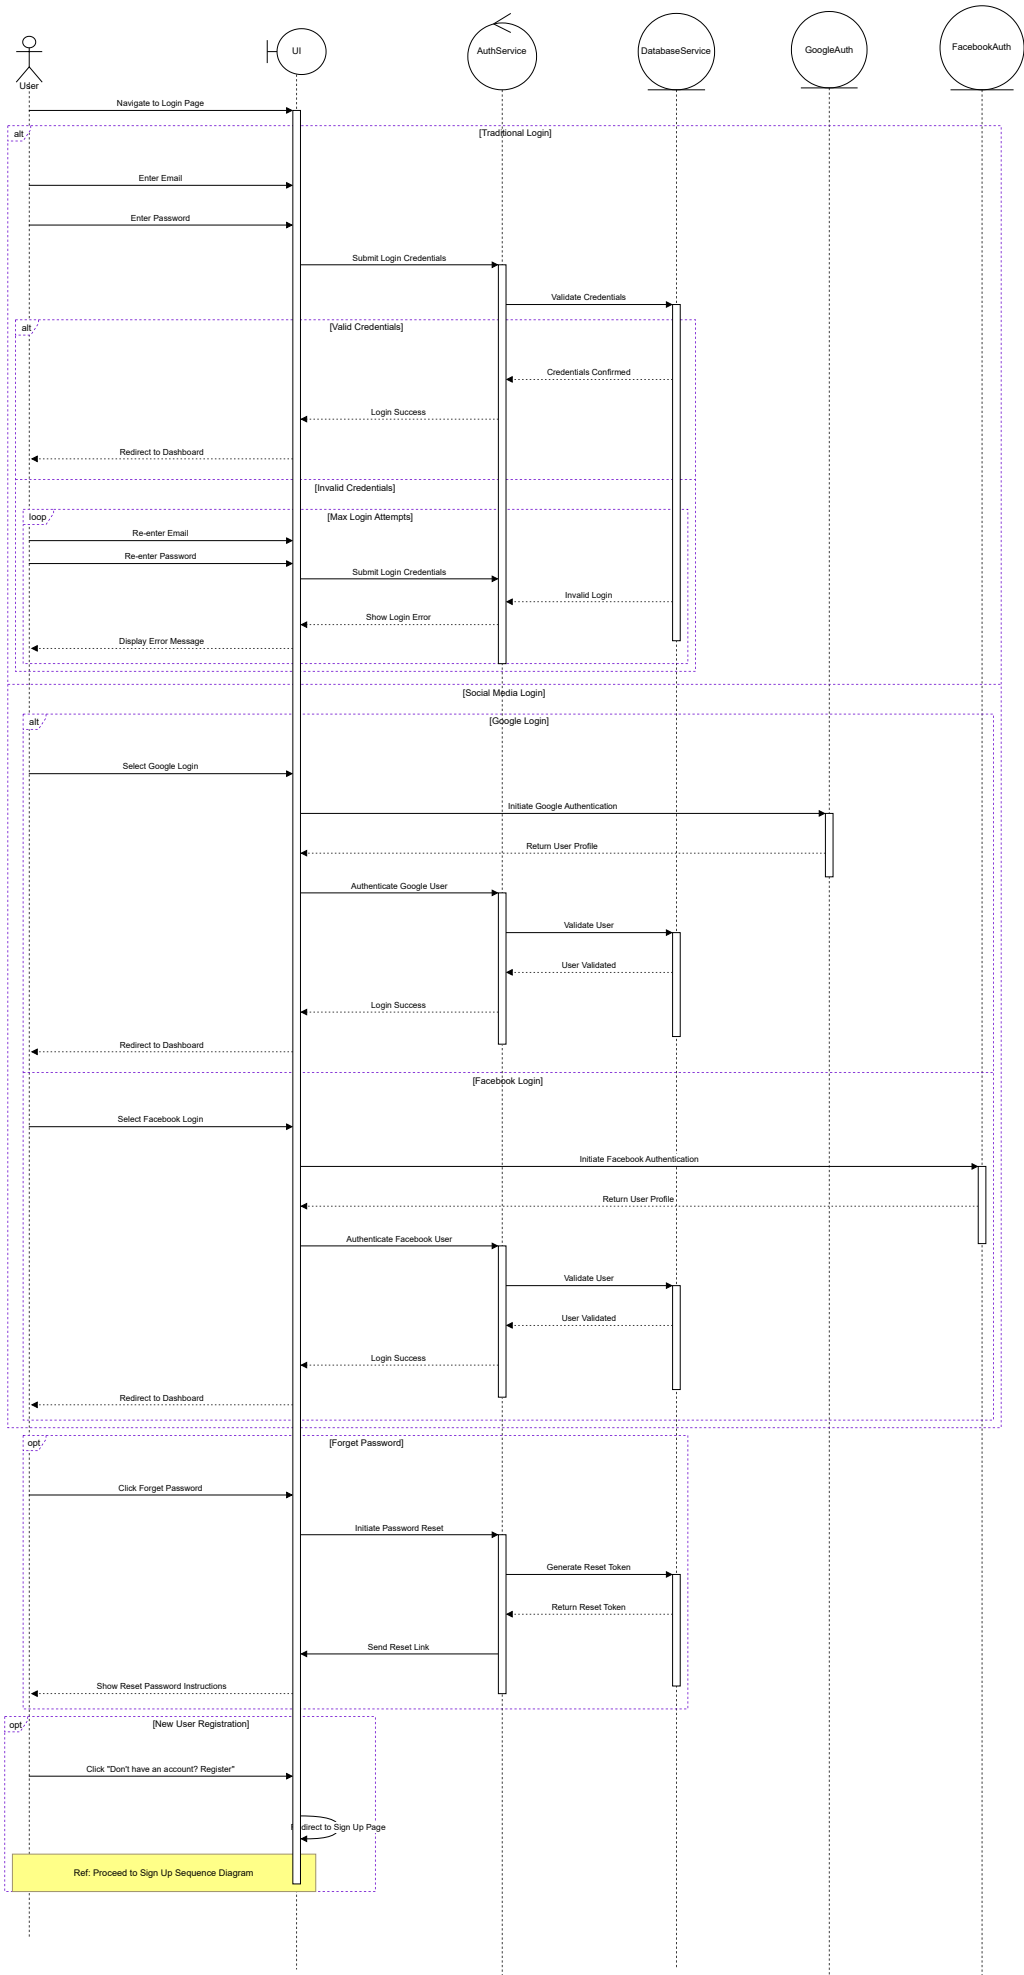 User
UI
AuthService
DatabaseService
GoogleAuth
FacebookAuth
Navigate to Login Page
alt
[Traditional Login]
Enter Email
Enter Password
Submit Login Credentials
Validate Credentials
alt
[Valid Credentials]
Credentials Confirmed
Login Success
Redirect to Dashboard
[Invalid Credentials]
loop
[Max Login Attempts]
Re-enter Email
Re-enter Password
Submit Login Credentials
Invalid Login
Show Login Error
Display Error Message
[Social Media Login]
alt
[Google Login]
Select Google Login
Initiate Google Authentication
Return User Profile
Authenticate Google User
Validate User
User Validated
Login Success
Redirect to Dashboard
[Facebook Login]
Select Facebook Login
Initiate Facebook Authentication
Return User Profile
Authenticate Facebook User
Validate User
User Validated
Login Success
Redirect to Dashboard
opt
[Forget Password]
Click Forget Password
Initiate Password Reset
Generate Reset Token
Return Reset Token
Send Reset Link
Show Reset Password Instructions
opt
[New User Registration]
Click "Don't have an account? Register"
Redirect to Sign Up Page
Ref: Proceed to Sign Up Sequence Diagram